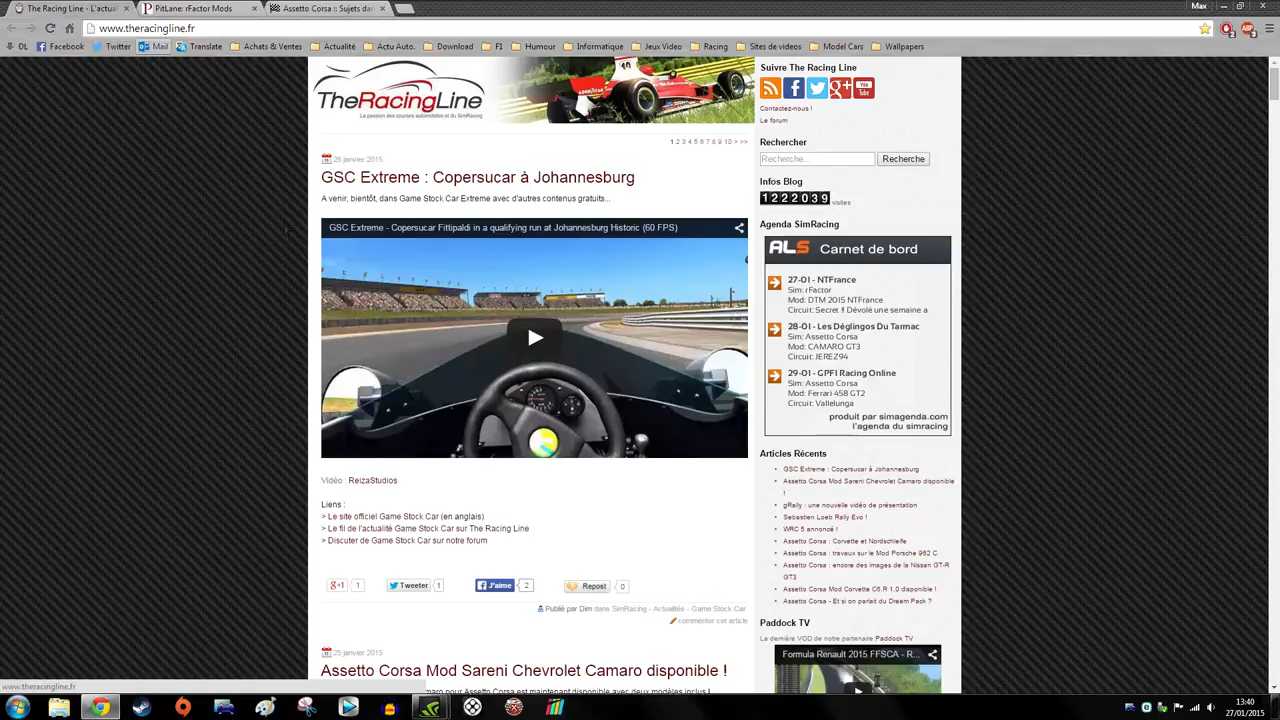 The Racing Line - L'actual
PitLane: rFactor Mods
Assetto Corsa :: Sujets dan
Max
www.theracingline.fr
DL
Facebook
Twitter
Mail
Translate
Achats & Ventes
Actualité
Actu Auto.
Download
F1
Humour
Informatique
Jeux Video
Racing
Sites de videos
Model Cars
Wallpapers
TheRacingLine
La passion des courses automobiles et du SimRacing
1 2 3 4 5 6 7 8 9 10 > >>
26 janvier 2015
GSC Extreme : Copersucar à Johannesburg
A venir, bientôt, dans Game Stock Car Extreme avec d'autres contenus gratuits...
GSC Extreme - Copersucar Fittipaldi in a qualifying run at Johannesburg Historic (60 FPS)
Vidéo : ReizaStudios
Liens :
> Le site officiel Game Stock Car (en anglais)
> Le fil de l'actualité Game Stock Car sur The Racing Line
> Discuter de Game Stock Car sur notre forum
g+1 1
Tweeter 1
J'aime 2
Repost 0
Publié par Dim dans SimRacing - Actualités - Game Stock Car
commenter cet article
25 janvier 2015
Assetto Corsa Mod Sareni Chevrolet Camaro disponible !
maro pour Assetto Corsa est maintenant disponible avec deux modèles inclus !
www.theracingline.fr
Suivre The Racing Line
You Tube
Contactez-nous !
Le forum
Rechercher
Recherche...
Recherche
Infos Blog
1222039 visites
Agenda SimRacing
ALS Carnet de bord
27-01 - NTFrance
Sim: rFactor
Mod: DTM 2015 NTFrance
Circuit: Secret !! Dévolé une semaine a
28-01 - Les Déglingos Du Tarmac
Sim: Assetto Corsa
Mod: CAMARO GT3
Circuit: JEREZ94
29-01 - GPFI Racing Online
Sim: Assetto Corsa
Mod: Ferrari 458 GT2
Circuit: Vallelunga
produit par simagenda.com
l'agenda du simracing
Articles Récents
GSC Extreme : Copersucar à Johannesburg
Assetto Corsa Mod Sareni Chevrolet Camaro disponible
!
gRally : une nouvelle vidéo de présentation
Sebastien Loeb Rally Evo !
WRC 5 annoncé !
Assetto Corsa : Corvette et Nordschleife
Assetto Corsa : travaux sur le Mod Porsche 962 C
Assetto Corsa : encore des images de la Nissan GT-R
GT3
Assetto Corsa Mod Corvette C6.R 1.0 disponible !
Assetto Corsa - Et si on parlait du Dream Pack ?
Paddock TV
La dernière VOD de notre partenaire Paddock TV
Formula Renault 2015 FFSCA - R...
13:40
27/01/2015